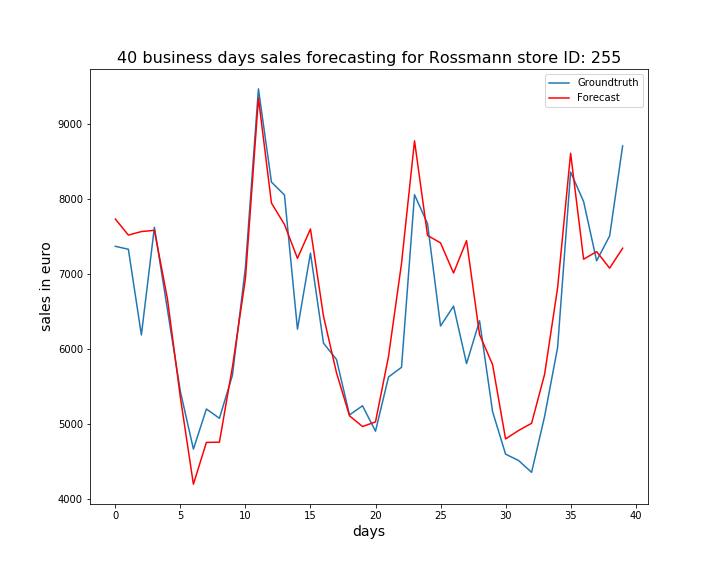 40 business days sales forecasting for Rossmann store ID: 255
Groundtruth
Forecast
9000
8000
7000
6000
5000
4000
sales in euro
0 5 10 15 20 25 30 35 40
days